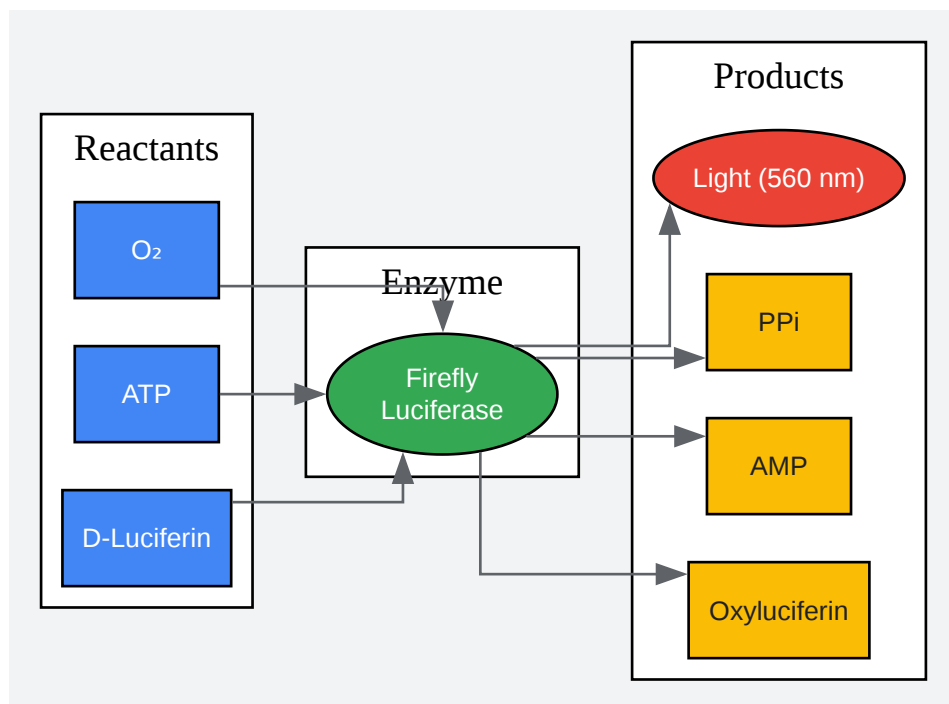 Reactants
O₂
ATP
D-Luciferin
Enzyme
Firefly
Luciferase
Products
Light (560 nm)
PPi
AMP
Oxyluciferin